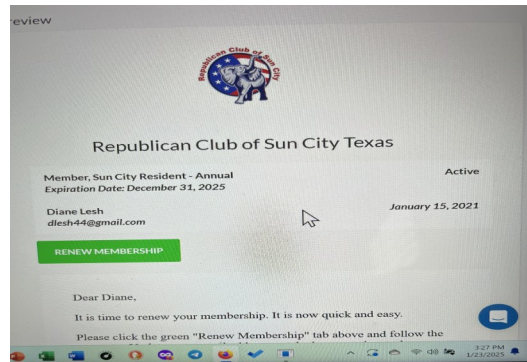 eview
Republican Club of Sun City
Republican Club of Sun City Texas
Member, Sun City Resident - Annual
Active
Expiration Date: December 31, 2025
Diane Lesh
January 15, 2021
dlesh44@gmail.com
RENEW MEMBERSHIP
Dear Diane,
It is time to renew your membership. It is now quick and easy.
Please click the green "Renew Membership" tab above and follow the
3:27 PM
1/23/2025